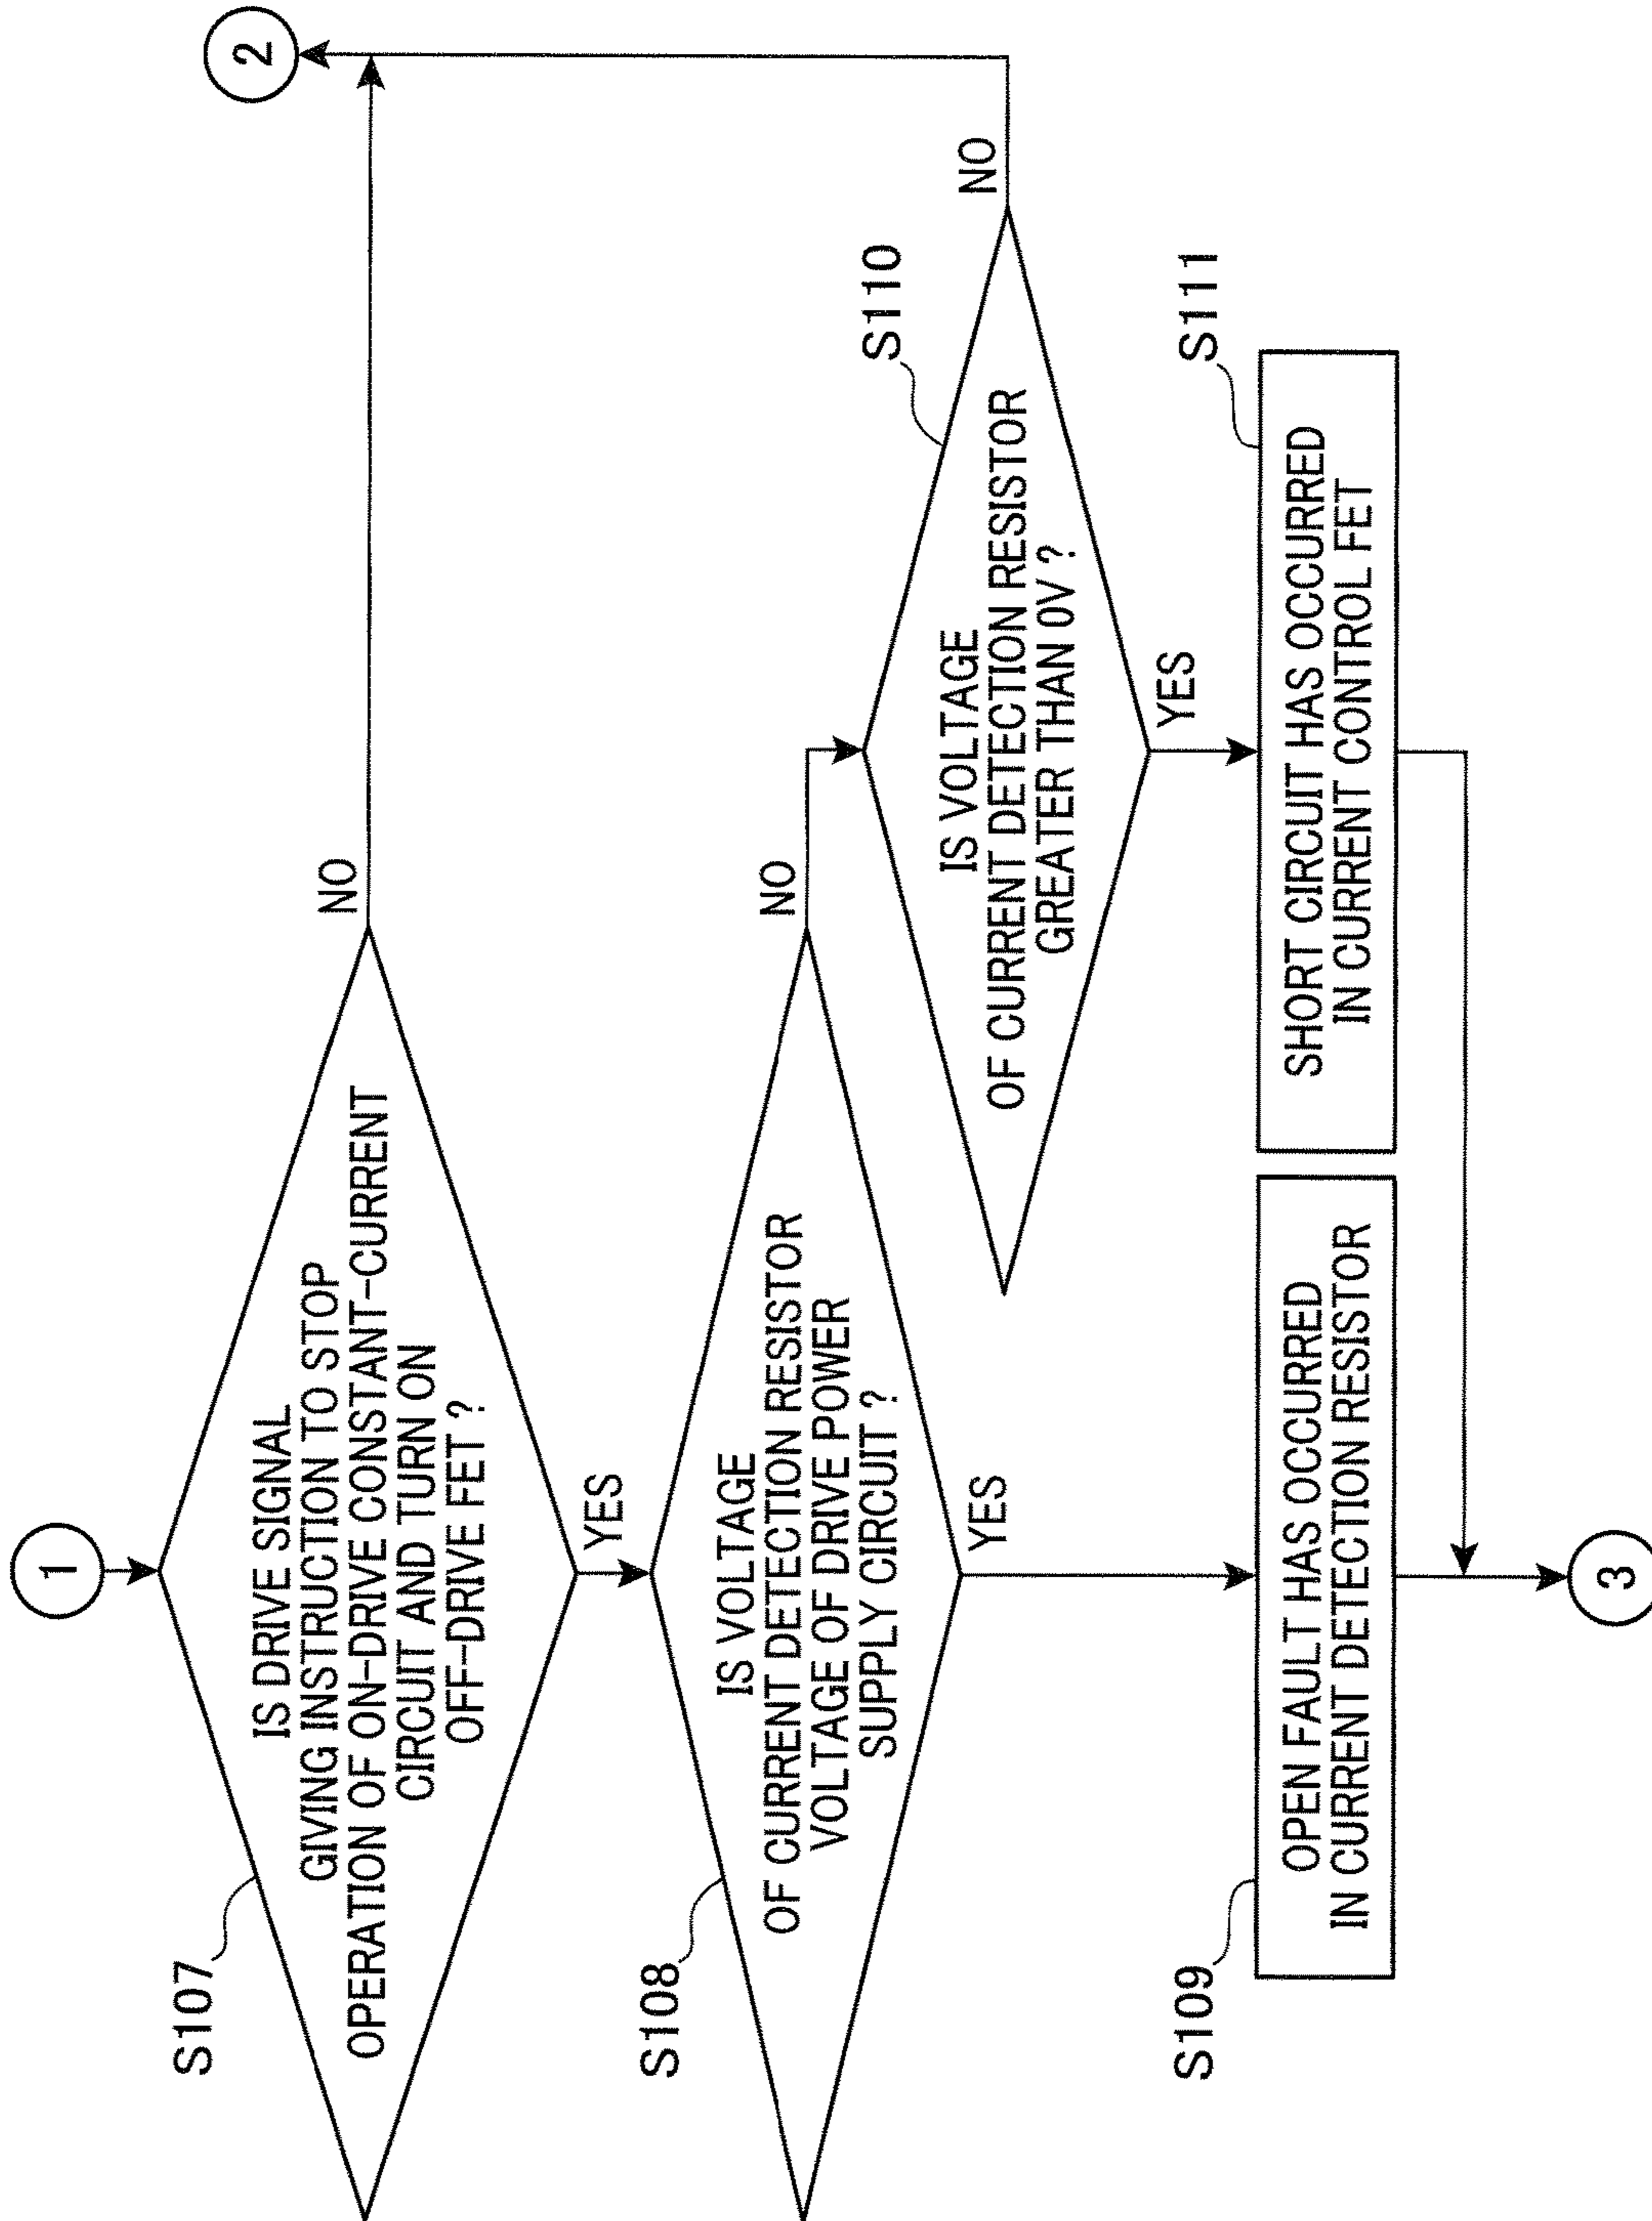 1
S107
IS DRIVE SIGNAL
GIVING INSTRUCTION TO STOP
OPERATION OF ON-DRIVE CONSTANT-CURRENT
CIRCUIT AND TURN ON
OFF-DRIVE FET ?
NO
2
YES
S108
IS VOLTAGE
OF CURRENT DETECTION RESISTOR
VOLTAGE OF DRIVE POWER
SUPPLY CIRCUIT ?
NO
YES
S110
IS VOLTAGE
OF CURRENT DETECTION RESISTOR
GREATER THAN 0V ?
NO
YES
S109
OPEN FAULT HAS OCCURRED
IN CURRENT DETECTION RESISTOR
S111
SHORT CIRCUIT HAS OCCURRED
IN CURRENT CONTROL FET
3